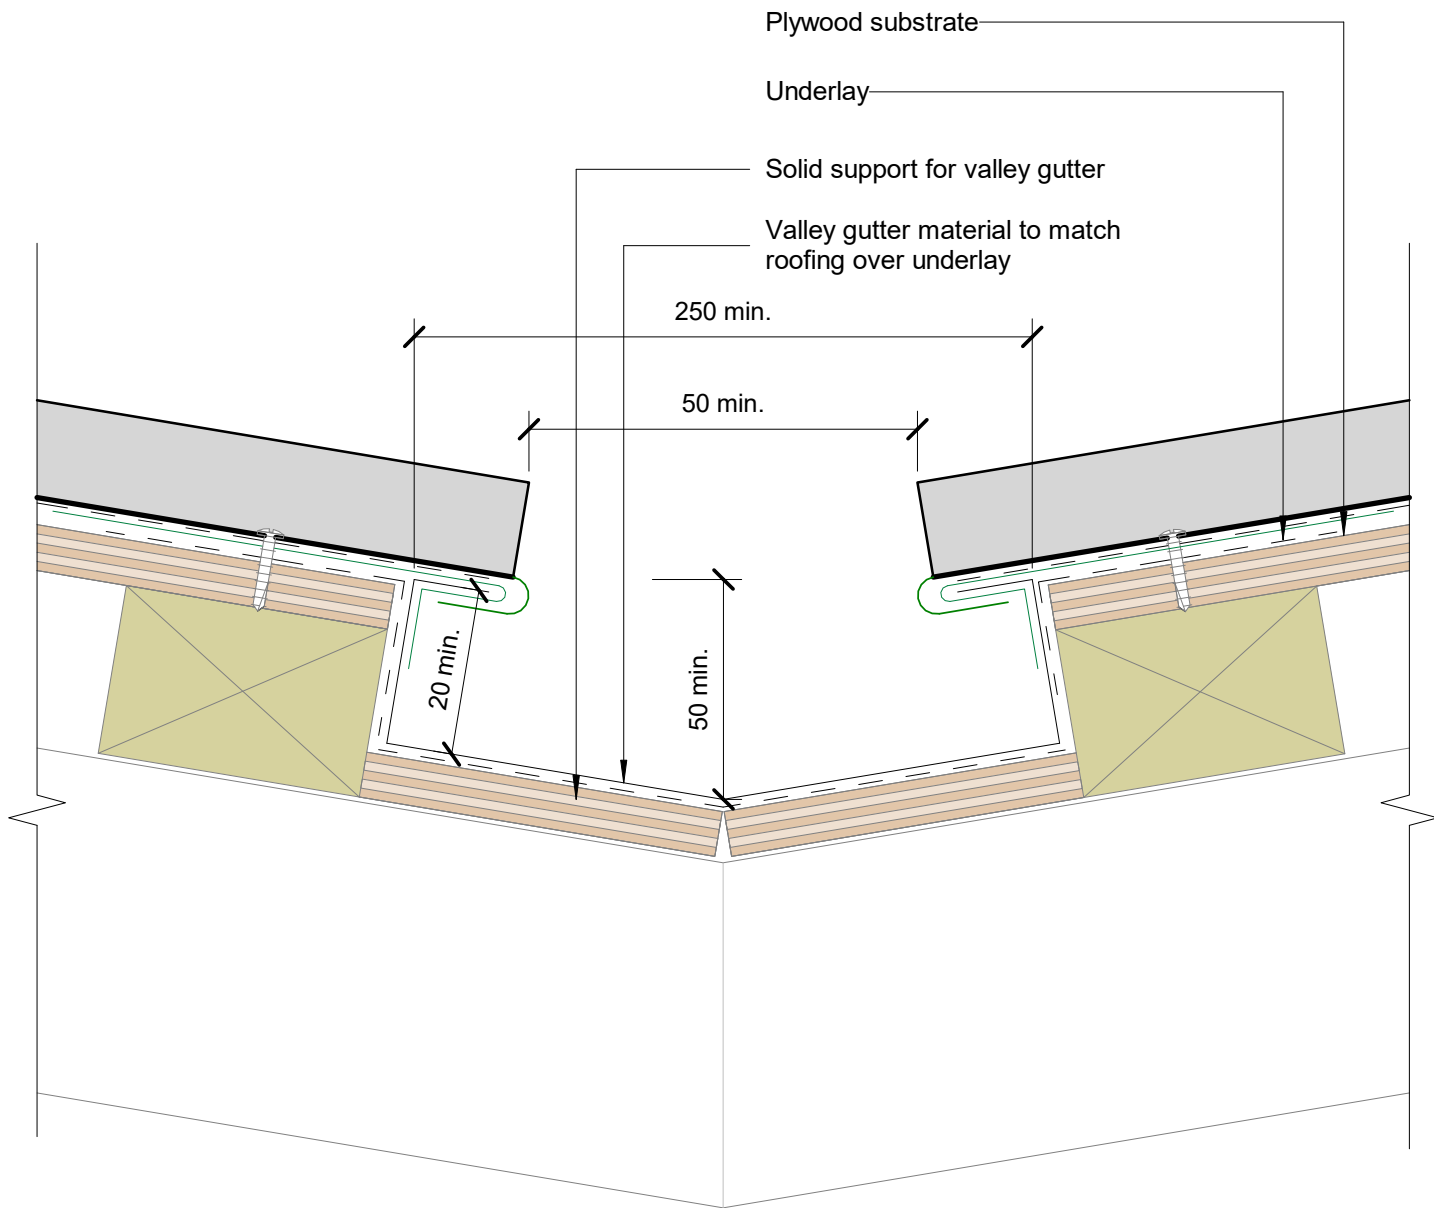 Plywood substrate
Underlay
Solid support for valley gutter
Valley gutter material to match
roofing over underlay
250 min.
50 min.
20 min.
50 min.